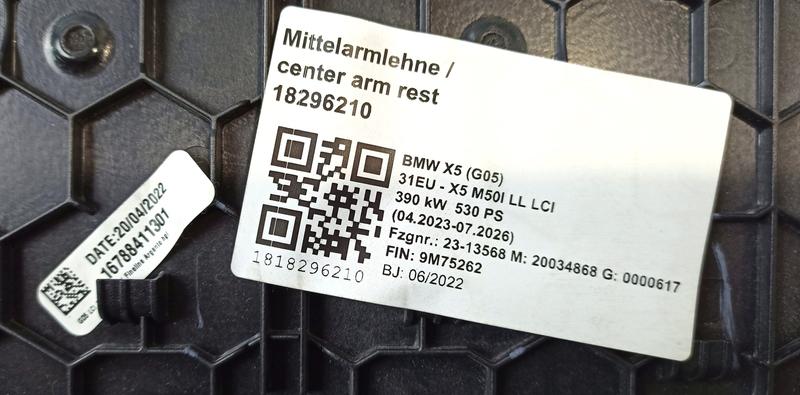 Mittelarmlehne /
center arm rest
18296210
BMW X5 (G05)
31EU - X5 M50I LL LCI
390 kW 530 PS
(04.2023-07.2026)
Fzgnr.: 23-13568 M: 20034868 G: 0000617
FIN: 9M75262
BJ: 06/2022
1818296210
DATE:20/04/2022
16788411301